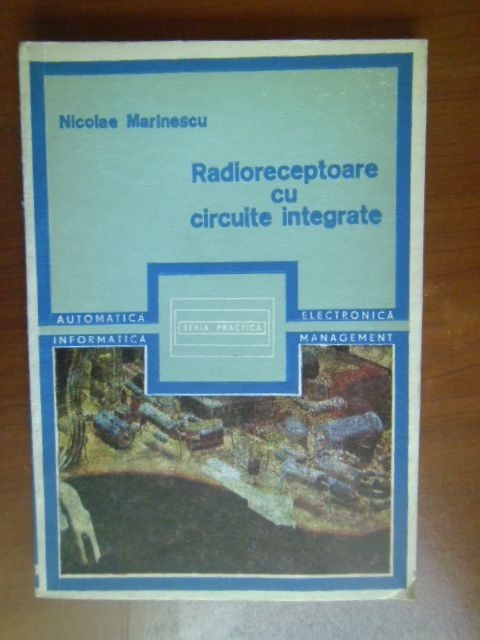 Nicolae Marinescu
Radioreceptoare
cu
circuite integrate
AUTOMATICA
ELECTRONICA
SERIA PRACTICA
INFORMATICA
MANAGEMENT